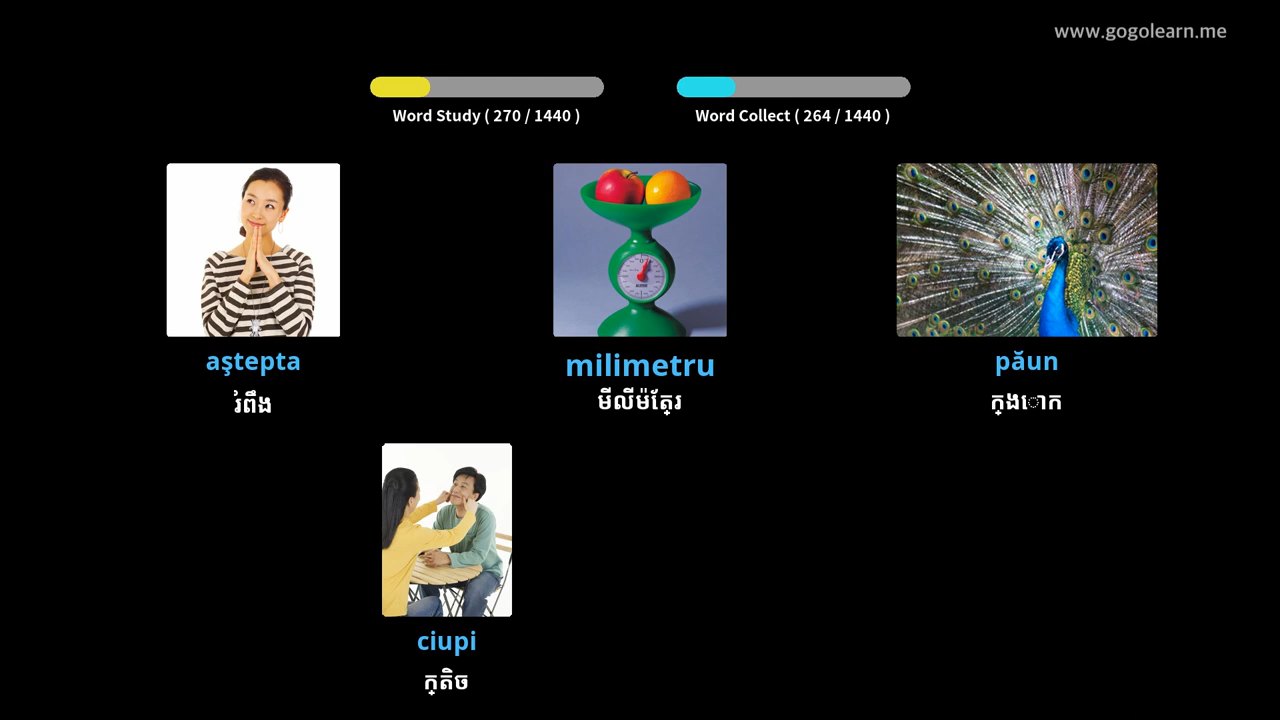 www.gogolearn.me
Word Study ( 270 / 1440 )
Word Collect ( 264 / 1440 )
aştepta
រំពឹង
milimetru
មីលីម៉ត្រែ
păun
ក្ងោក
ciupi
ក្តិច